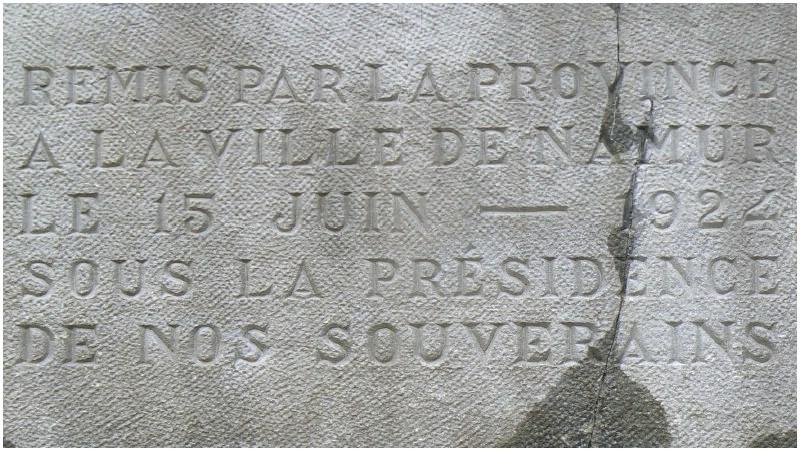 REMIS PAR LA PROVINCE
A LA VILLE DE NAMUR
LE 15 JUIN — 1924
SOUS LA PRÉSIDENCE
DE NOS SOUVERAINS